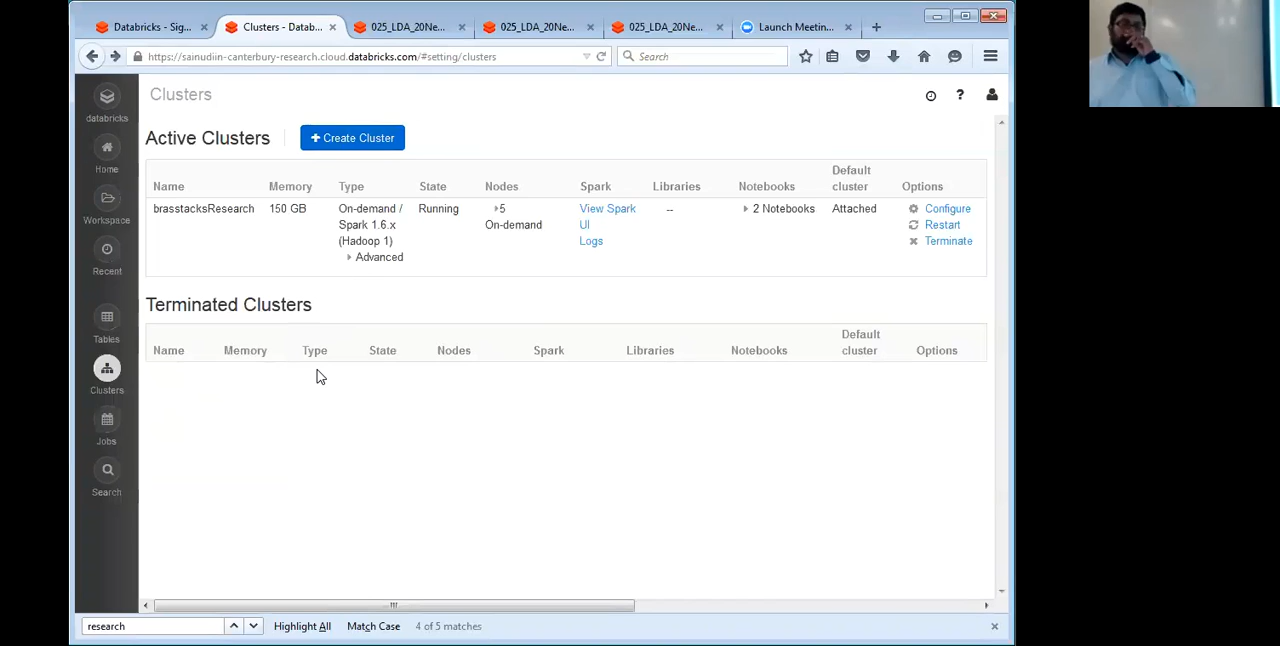 Databricks - Sig...
Clusters - Datab...
025_LDA_20Ne...
025_LDA_20Ne...
025_LDA_20Ne...
Launch Meetin...
https://sainudiin-canterbury-research.cloud.databricks.com/#setting/clusters
Search
databricks
Home
Workspace
Recent
Tables
Clusters
Jobs
Search
Clusters
?
Active Clusters
+ Create Cluster
Name Memory Type State Nodes Spark Libraries Notebooks Default cluster Options
brasstacksResearch 150 GB On-demand / Running 5 View Spark -- 2 Notebooks Attached Configure
Spark 1.6.x On-demand UI Restart
(Hadoop 1) Logs Terminate
Advanced
Terminated Clusters
Name Memory Type State Nodes Spark Libraries Notebooks Default cluster Options
research Highlight All Match Case 4 of 5 matches